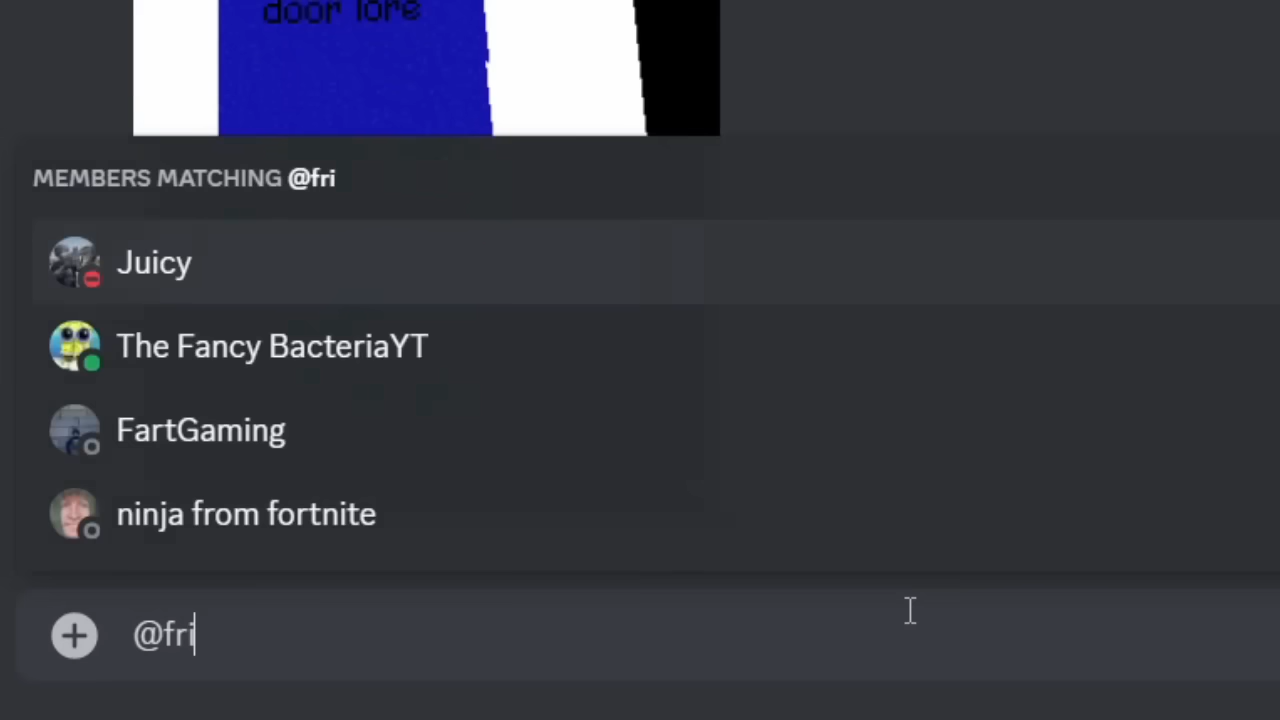 door lore
MEMBERS MATCHING @fri
Juicy
The Fancy BacteriaYT
FartGaming
ninja from fortnite
@fri